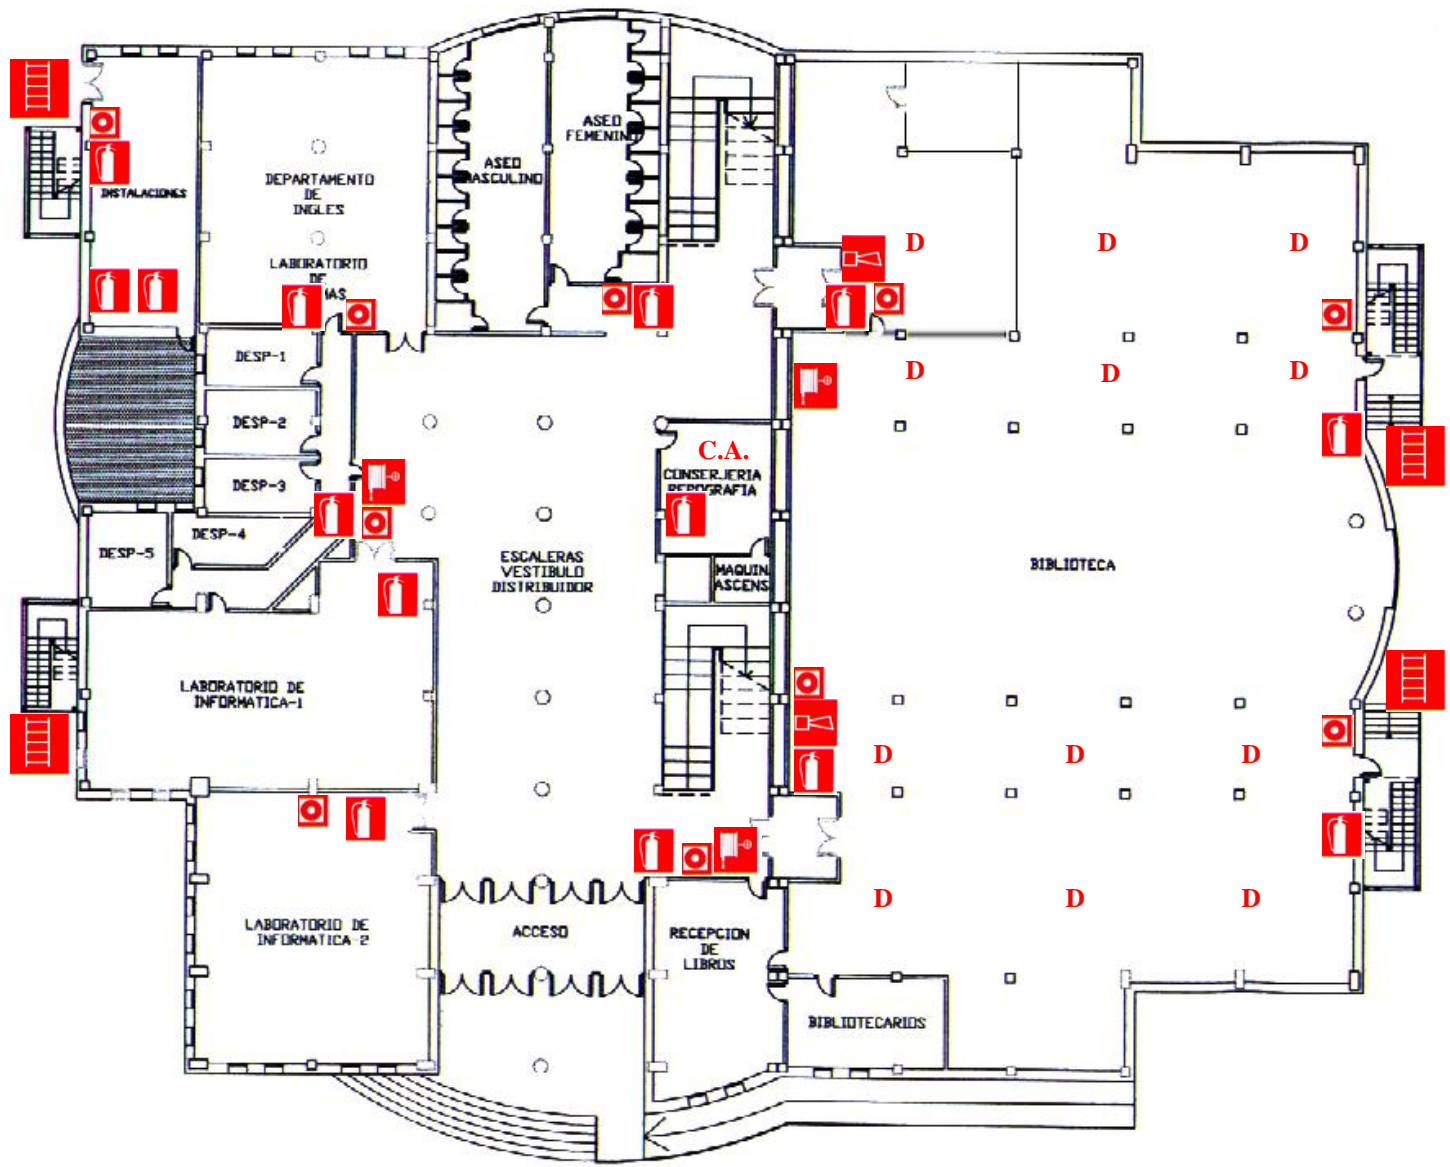 ASEO
FEMENINO
ASEO
MASCULINO
DEPARTAMENTO
DE
INGLES
INSTALACIONES
D D D
LABORATORIO
DE
DESP-1
D D D
DESP-2
C.A.
CONSERJERIA
REPROGRAFIA
DESP-3
DESP-4
DESP-5
ESCALERAS
VESTIBULO
DISTRIBUIDOR
MAQUIN.
ASCENS.
BIBLIOTECA
LABORATORIO DE
INFORMATICA-1
D D D
D D D
LABORATORIO DE
INFORMATICA-2
ACCESO
RECEPCION
DE
LIBROS
BIBLIOTECARIOS